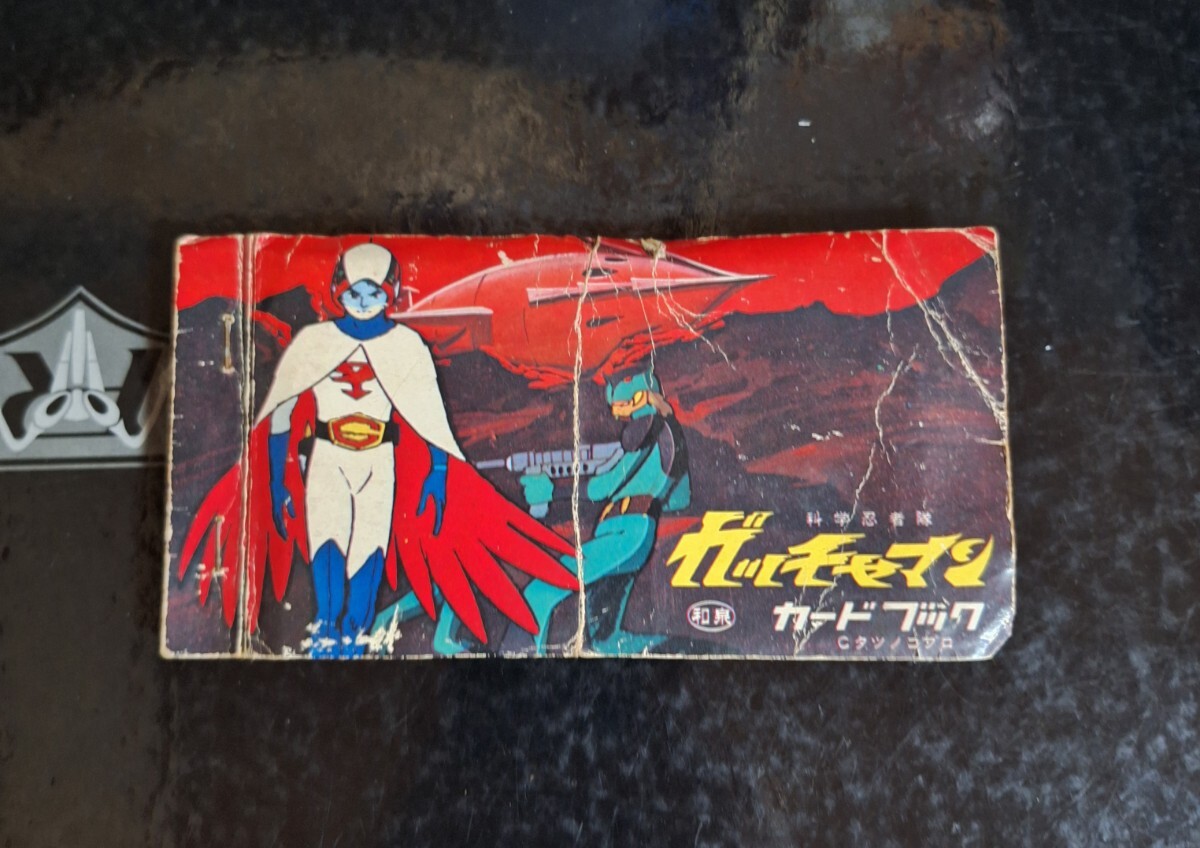 科学忍者隊
ガッチャマン
和泉 カードブック
Cタツノコプロ